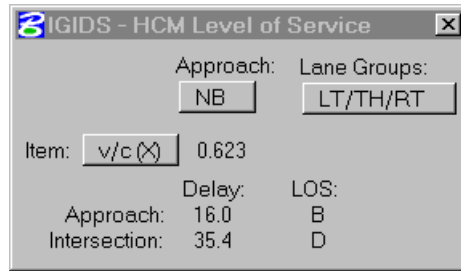 IGIDS - HCM Level of Service
Approach: Lane Groups:
NB LT/TH/RT
Item: v/c (X) 0.623
Delay: LOS:
Approach: 16.0 B
Intersection: 35.4 D